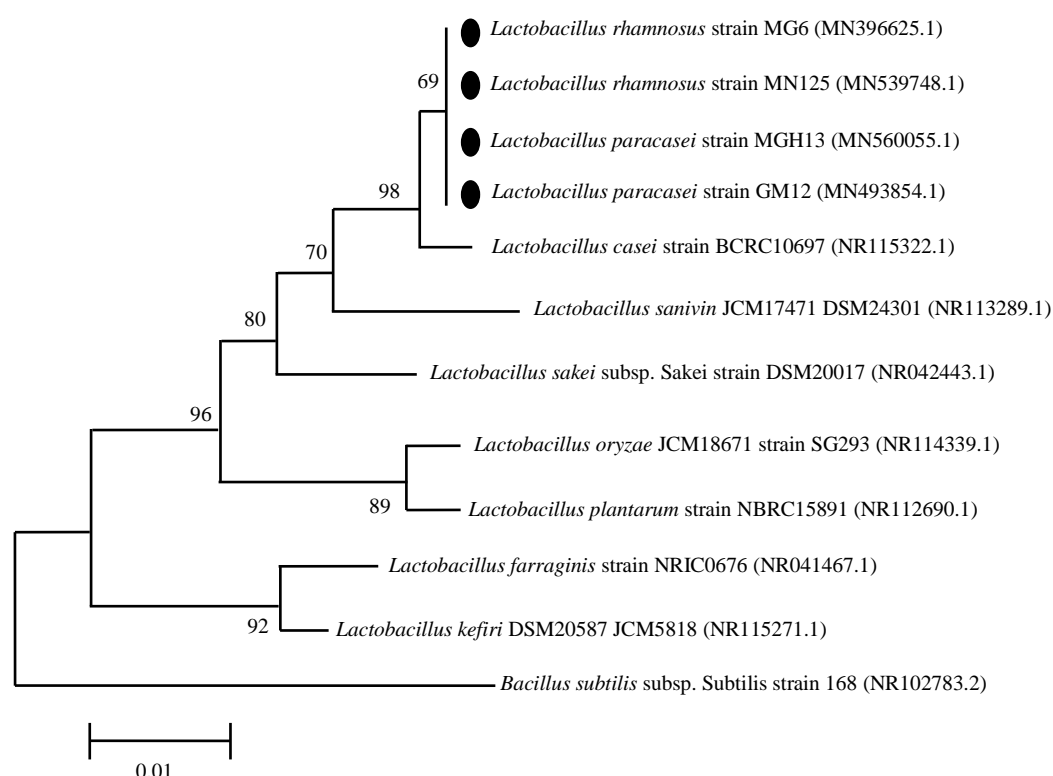 Lactobacillus rhamnosus strain MG6 (MN396625.1)
69
Lactobacillus rhamnosus strain MN125 (MN539748.1)
Lactobacillus paracasei strain MGH13 (MN560055.1)
98
Lactobacillus paracasei strain GM12 (MN493854.1)
Lactobacillus casei strain BCRC10697 (NR115322.1)
70
Lactobacillus sanivin JCM17471 DSM24301 (NR113289.1)
80
Lactobacillus sakei subsp. Sakei strain DSM20017 (NR042443.1)
96
Lactobacillus oryzae JCM18671 strain SG293 (NR114339.1)
89
Lactobacillus plantarum strain NBRC15891 (NR112690.1)
Lactobacillus farraginis strain NRIC0676 (NR041467.1)
92
Lactobacillus kefiri DSM20587 JCM5818 (NR115271.1)
Bacillus subtilis subsp. Subtilis strain 168 (NR102783.2)
0.01